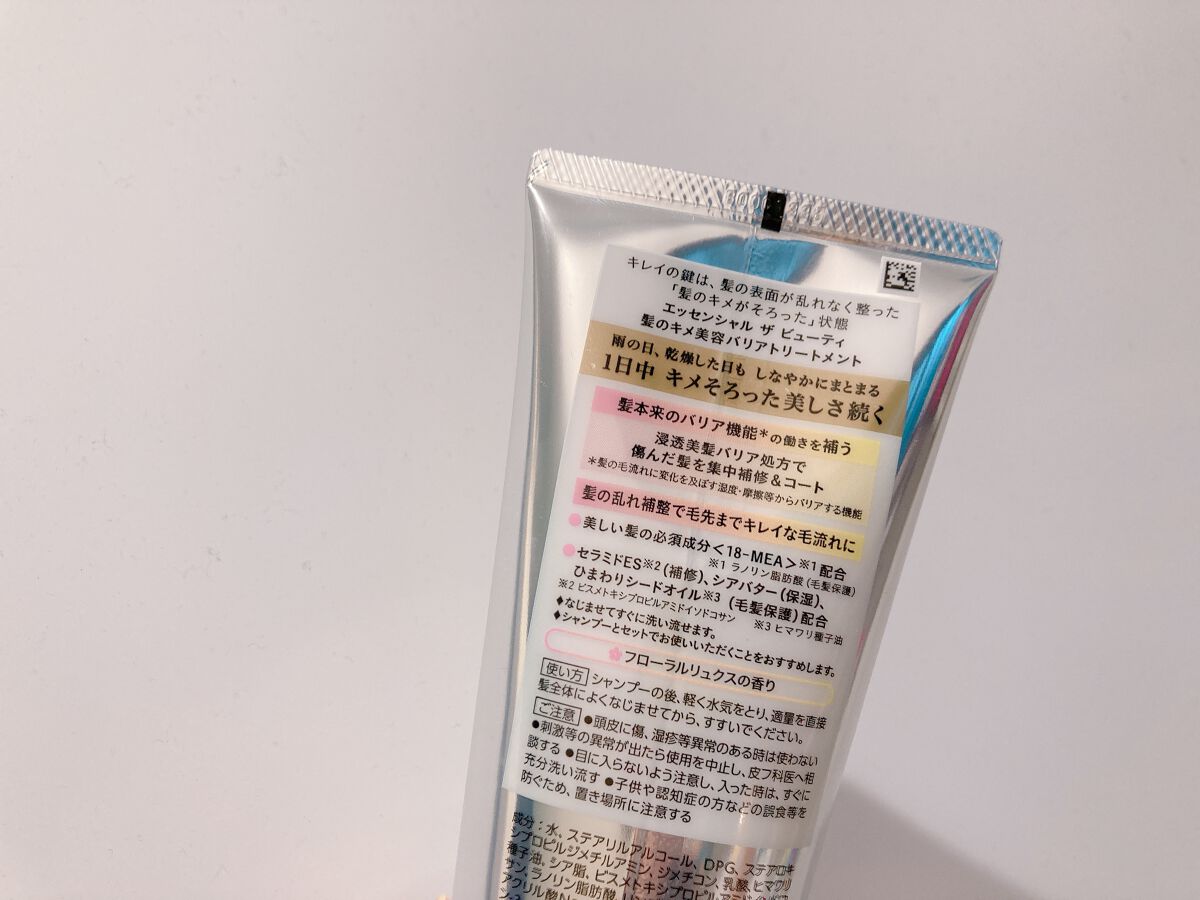 キレイの鍵は、髪の表面が乱れなく整った
「髪のキメがそろった」状態
エッセンシャル ザ ビューティ
髪のキメ美容バリアトリートメント
雨の日、乾燥した日も しなやかにまとまる
1日中 キメそろった美しさ続く
髪本来のバリア機能＊の働きを補う
浸透美髪バリア処方で
傷んだ髪を集中補修＆コート
＊髪の毛流れに変化を及ぼす湿度・摩擦等からバリアする機能
髪の乱れ補整で毛先までキレイな毛流れに
●美しい髪の必須成分＜18-MEA＞※1配合
※1 ラノリン脂肪酸（毛髪保護）
●セラミドES※2（補修）、シアバター（保湿）、
ひまわりシードオイル※3（毛髪保護）配合
※2 ビスメトキシプロピルアミドイソドコサン ※3 ヒマワリ種子油
♦なじませてすぐに洗い流せます。
♦シャンプーとセットでお使いいただくことをおすすめします。
フローラルリュクスの香り
使い方 シャンプーの後、軽く水気をとり、適量を直接
髪全体によくなじませてから、すすいでください。
ご注意 ●頭皮に傷、湿疹等異常のある時は使わない
●刺激等の異常が出たら使用を中止し、皮フ科医へ相
談する ●目に入らないよう注意し、入った時は、すぐに
充分洗い流す ●子供や認知症の方などの誤食等を
防ぐため、置き場所に注意する
成分：水、ステアリルアルコール、DPG、ステアロキ
シプロピルジメチルアミン、ジメチコン、乳酸、ヒマワリ
種子油、シア脂、ビスメトキシプロピルアミド
サン、ラノリン脂肪酸、
アクリル酸